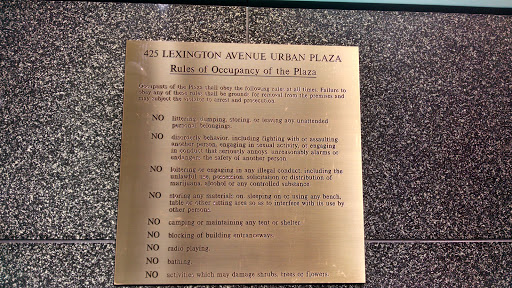 425 LEXINGTON AVENUE URBAN PLAZA
Rules of Occupancy of the Plaza
Occupants of the Plaza shall obey the following rules at all times. Failure to
obey any of these rules shall be grounds for removal from the premises and
may subject the violator to arrest and prosecution.
NO littering, dumping, storing, or leaving any unattended
personal belongings.
NO disorderly behavior, including fighting with or assaulting
another person, engaging in sexual activity, or engaging
in conduct that seriously annoys, unreasonably alarms or
endangers the safety of another person.
NO loitering or engaging in any illegal conduct, including the
unlawful use, possession, solicitation or distribution of
marijuana, alcohol or any controlled substance.
NO storing any materials on, sleeping on or using any bench,
table or other sitting area so as to interfere with its use by
other persons.
NO camping or maintaining any tent or shelter.
NO blocking of building entranceways.
NO radio playing.
NO bathing.
NO activities which may damage shrubs, trees or flowers.